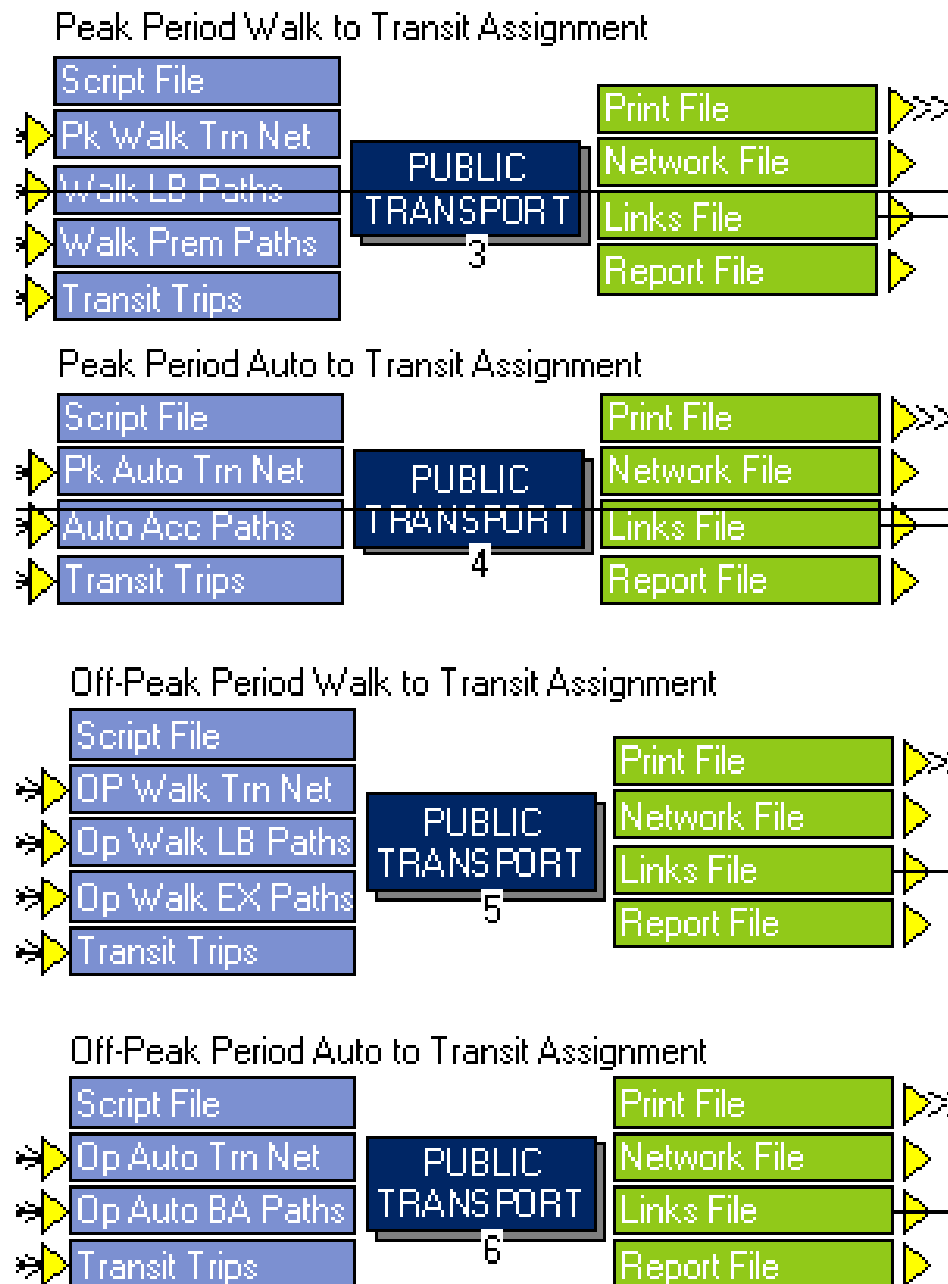 Peak Period Walk to Transit Assignment
Script File
Pk Walk Trn Net
Walk LB Paths
Walk Prem Paths
Transit Trips
PUBLIC
TRANSPORT
3
Print File
Network File
Links File
Report File
Peak Period Auto to Transit Assignment
Script File
Pk Auto Trn Net
Auto Acc Paths
Transit Trips
PUBLIC
TRANSPORT
4
Print File
Network File
Links File
Report File
Off-Peak Period Walk to Transit Assignment
Script File
OP Walk Trn Net
Op Walk LB Paths
Op Walk EX Paths
Transit Trips
PUBLIC
TRANSPORT
5
Print File
Network File
Links File
Report File
Off-Peak Period Auto to Transit Assignment
Script File
Op Auto Trn Net
Op Auto BA Paths
Transit Trips
PUBLIC
TRANSPORT
6
Print File
Network File
Links File
Report File